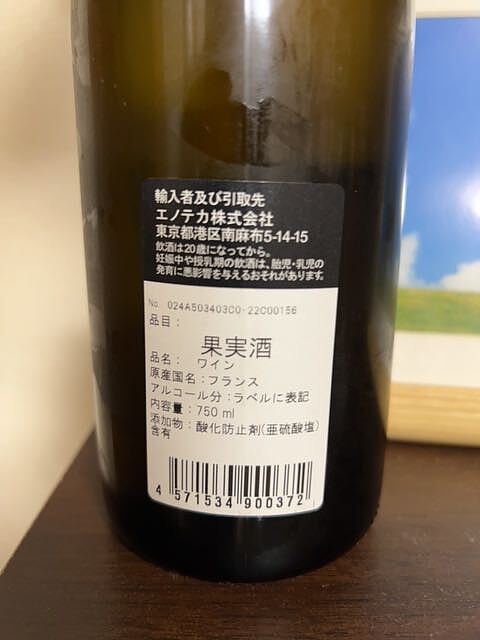 輸入者及び引取先
エノテカ株式会社
東京都港区南麻布5-14-15
飲酒は20歳になってから。
妊娠中や授乳期の飲酒は、胎児・乳児の
発育に悪影響を与えるおそれがあります。
No. 024A503403C0-22C00156
品目：
果実酒
品名： ワイン
原産国名：フランス
アルコール分：ラベルに表記
内容量：750 ml
添加物：酸化防止剤(亜硫酸塩)
含有
4 571534 900372